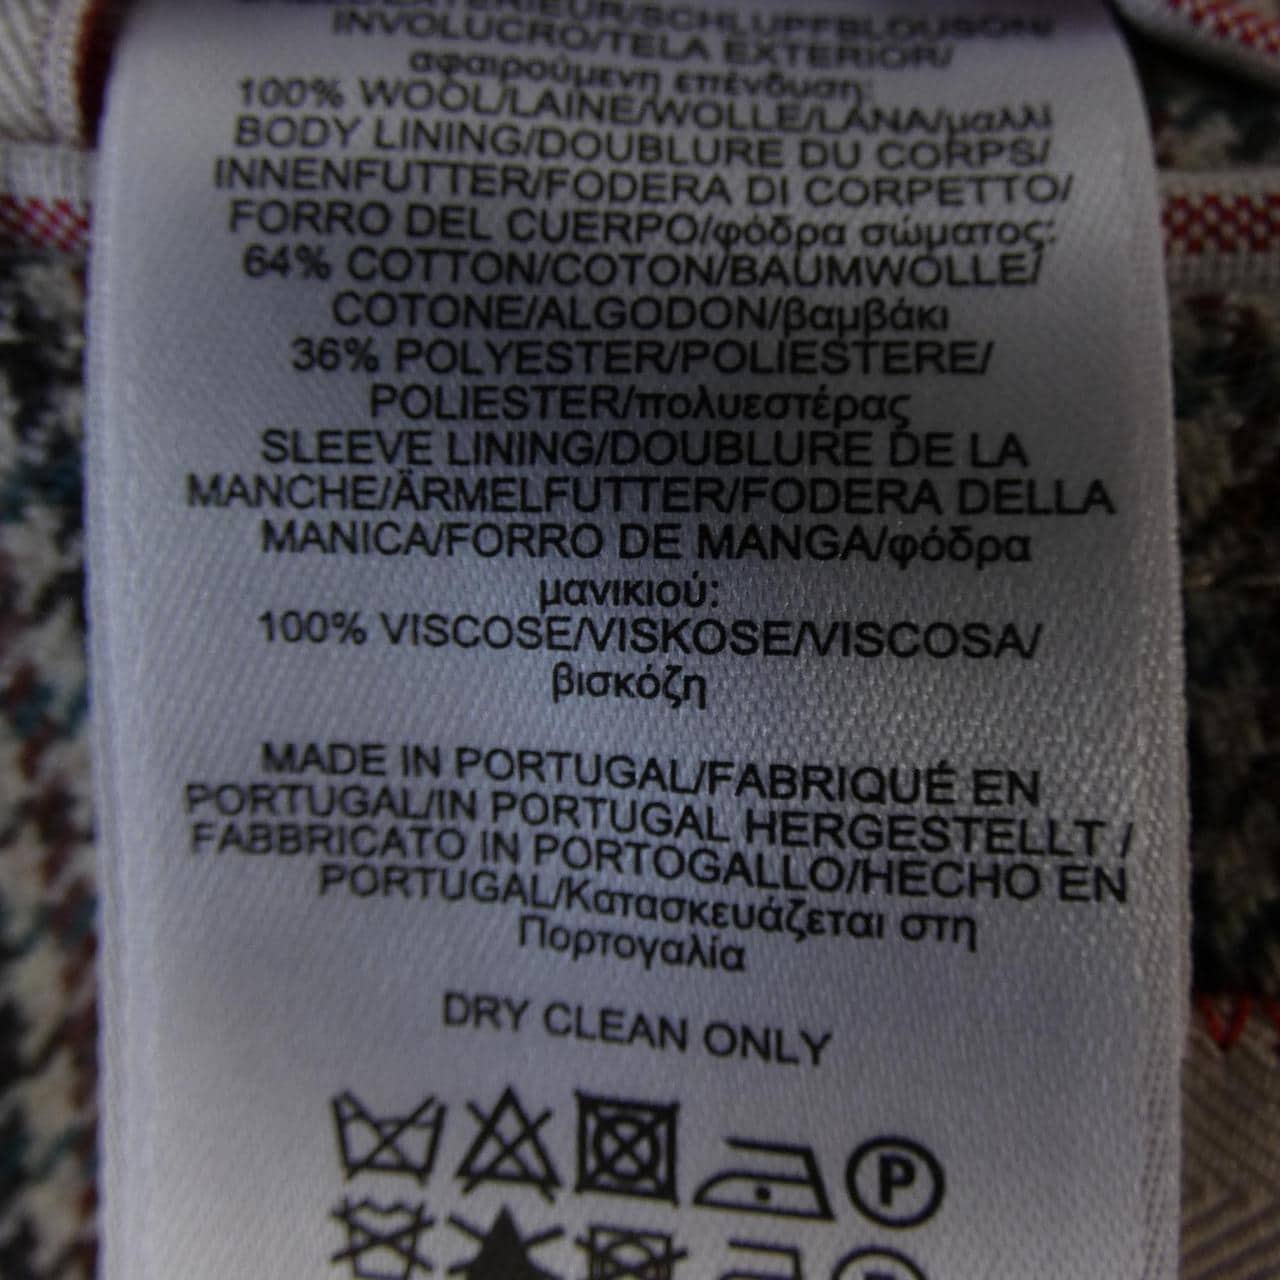 EXTÉRIEUR/SCHLUPFBLOUSON/
INVOLUCRO/TELA EXTERIOR/
αφαιρούμενη επένδυση:
100% WOOL/LAINE/WOLLE/LANA/μαλλί
BODY LINING/DOUBLURE DU CORPS/
INNENFUTTER/FODERA DI CORPETTO/
FORRO DEL CUERPO/φόδρα σώματος:
64% COTTON/COTON/BAUMWOLLE/
COTONE/ALGODON/βαμβάκι
36% POLYESTER/POLIESTERE/
POLIESTER/πολυεστέρας
SLEEVE LINING/DOUBLURE DE LA
MANCHE/ÄRMELFUTTER/FODERA DELLA
MANICA/FORRO DE MANGA/φόδρα
μανικιού:
100% VISCOSE/VISKOSE/VISCOSA/
βισκόζη
MADE IN PORTUGAL/FABRIQUÉ EN
PORTUGAL/IN PORTUGAL HERGESTELLT /
FABBRICATO IN PORTOGALLO/HECHO EN
PORTUGAL/Κατασκευάζεται στη
Πορτογαλία
DRY CLEAN ONLY
P